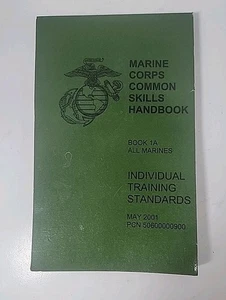 MARINE
CORPS
COMMON
SKILLS
HANDBOOK
BOOK 1A
ALL MARINES
INDIVIDUAL
TRAINING
STANDARDS
MAY 2001
PCN 50600000900